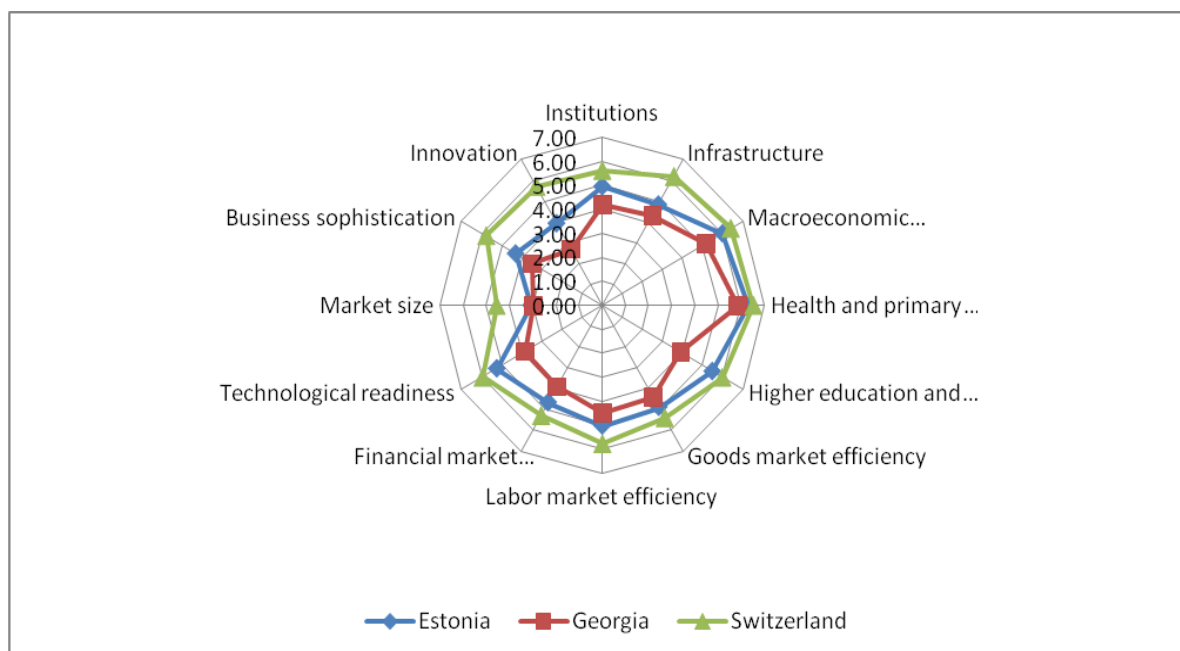 Institutions
7.00
6.00
5.00
4.00
3.00
2.00
1.00
0.00
Infrastructure
Macroeconomic...
Health and primary ...
Higher education and ...
Goods market efficiency
Labor market efficiency
Financial market ...
Technological readiness
Market size
Business sophistication
Innovation
Estonia Georgia Switzerland